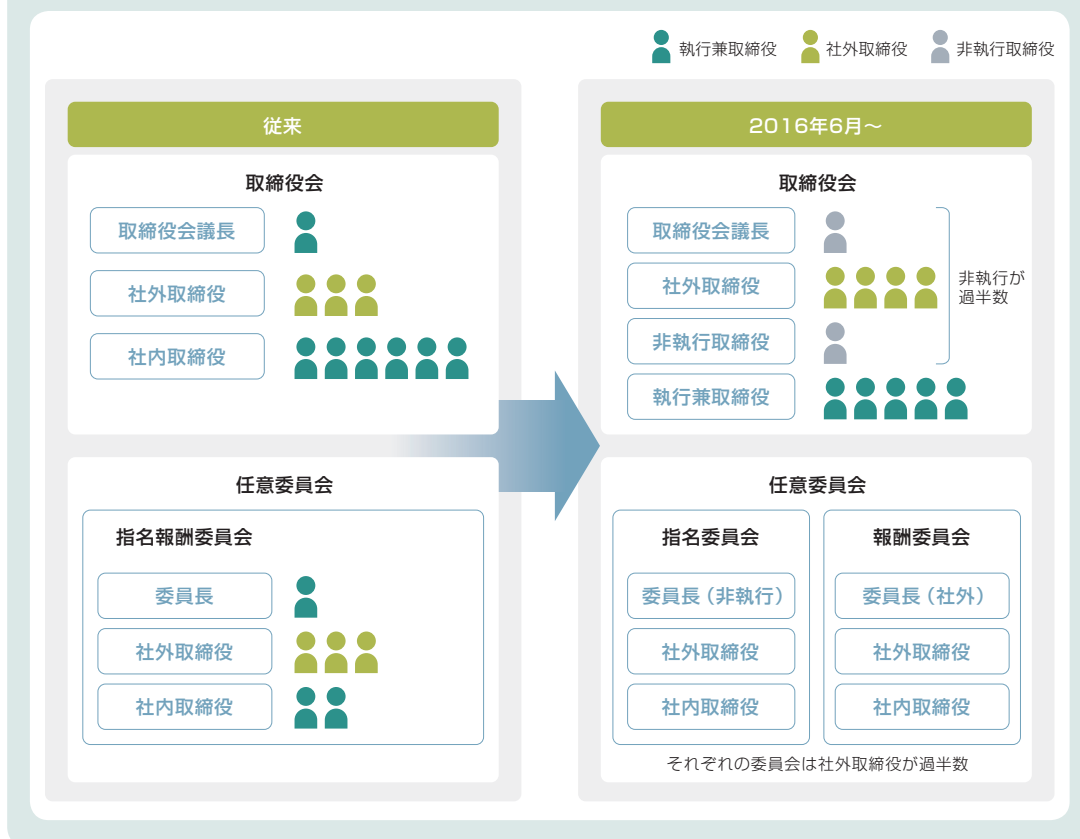 執行兼取締役
社外取締役
非執行取締役
従来
取締役会
取締役会議長
社外取締役
社内取締役
任意委員会
指名報酬委員会
委員長
社外取締役
社内取締役
2016年6月～
取締役会
取締役会議長
社外取締役
非執行取締役
執行兼取締役
非執行が
過半数
任意委員会
指名委員会
委員長（非執行）
社外取締役
社内取締役
報酬委員会
委員長（社外）
社外取締役
社内取締役
それぞれの委員会は社外取締役が過半数